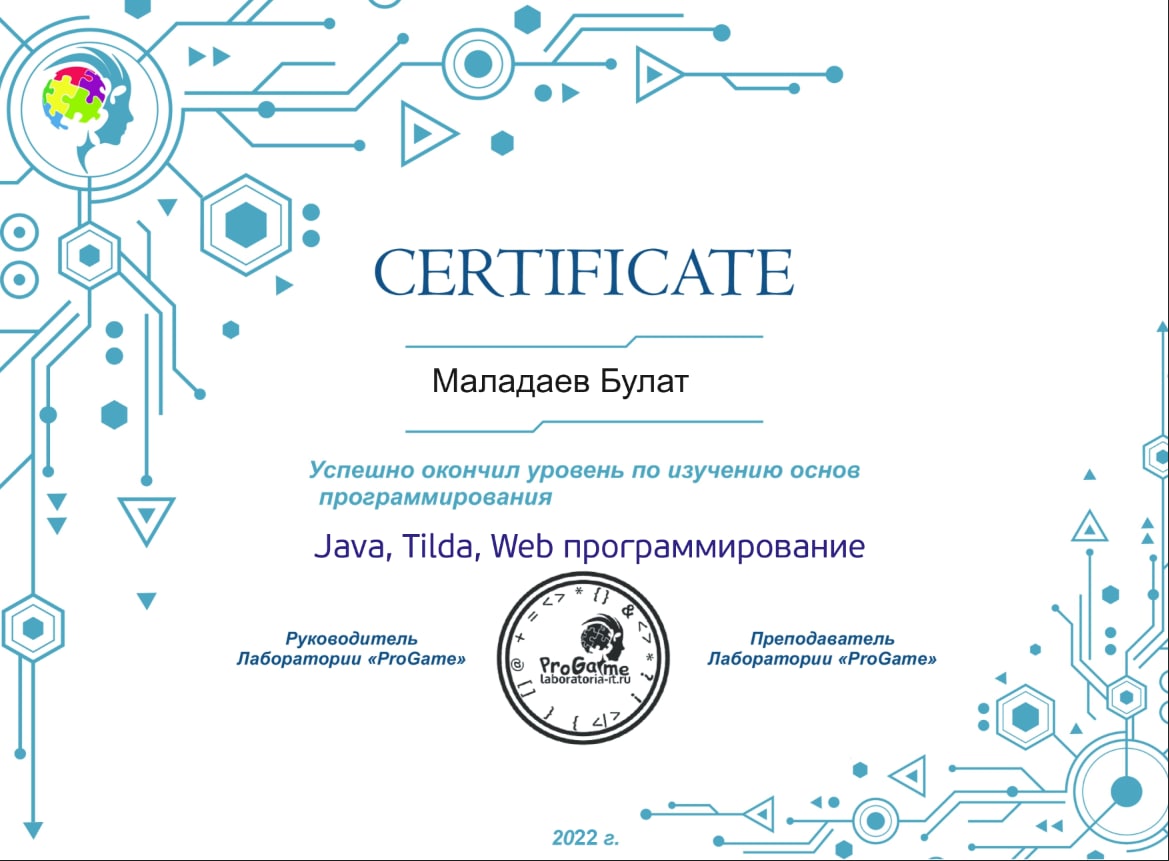 CERTIFICATE
Маладаев Булат
Успешно окончил уровень по изучению основ
программирования
Java, Tilda, Web программирование
Руководитель
Лаборатории «ProGame»
ProGame
laboratoria-it.ru
Преподаватель
Лаборатории «ProGame»
2022 г.